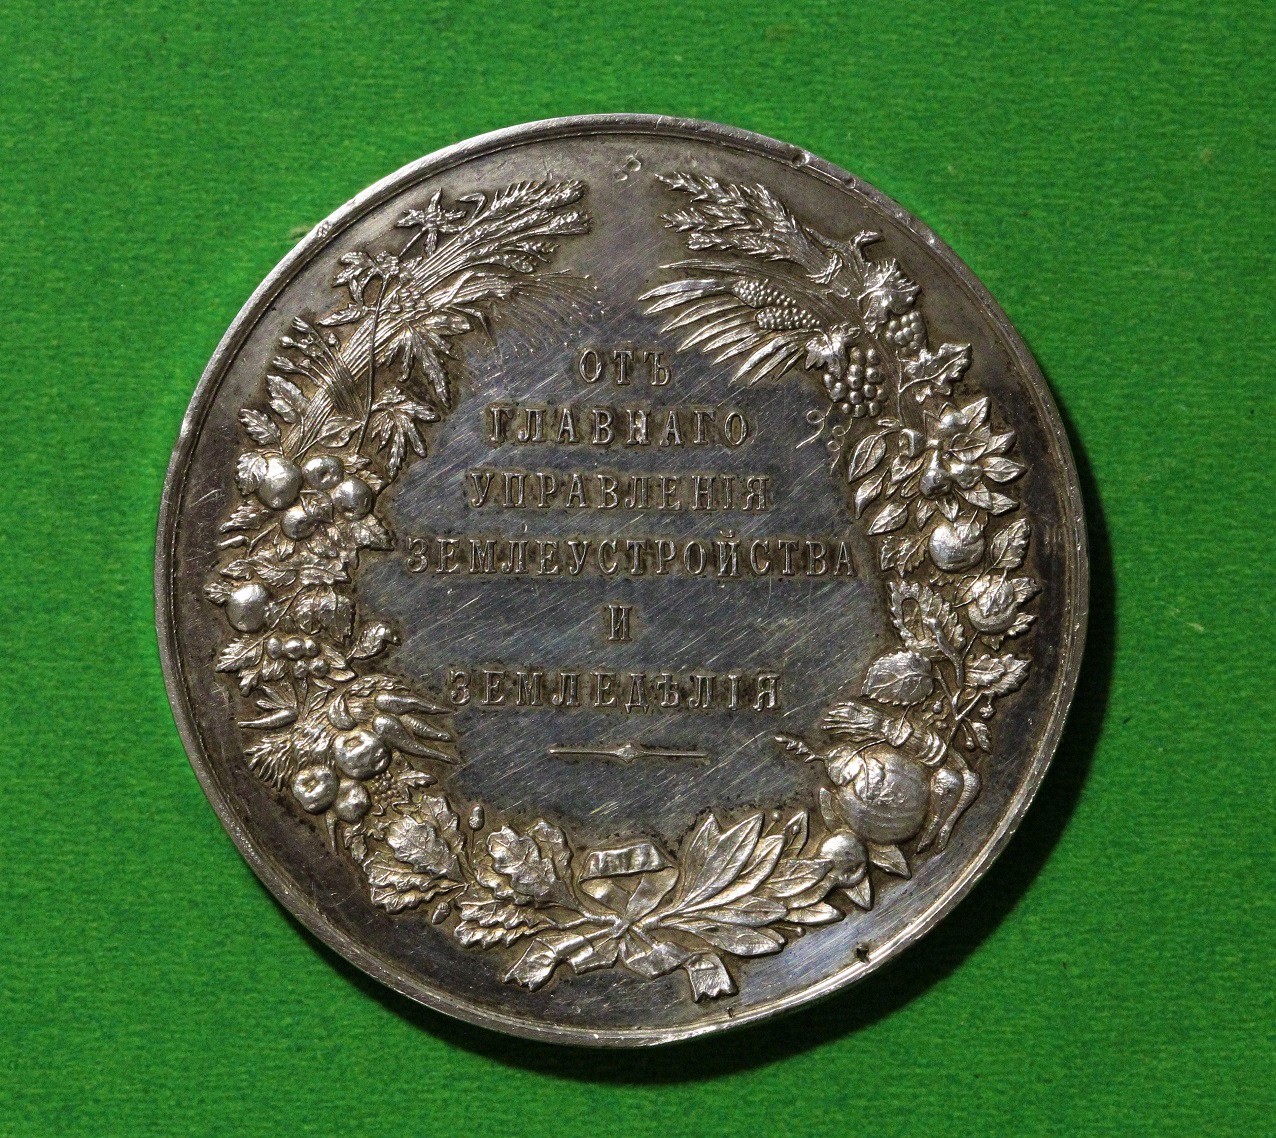 ОТЪ
ГЛАВНАГО
УПРАВЛЕНІЯ
ЗЕМЛЕУСТРОЙСТВА
И
ЗЕМЛЕДѢЛІЯ